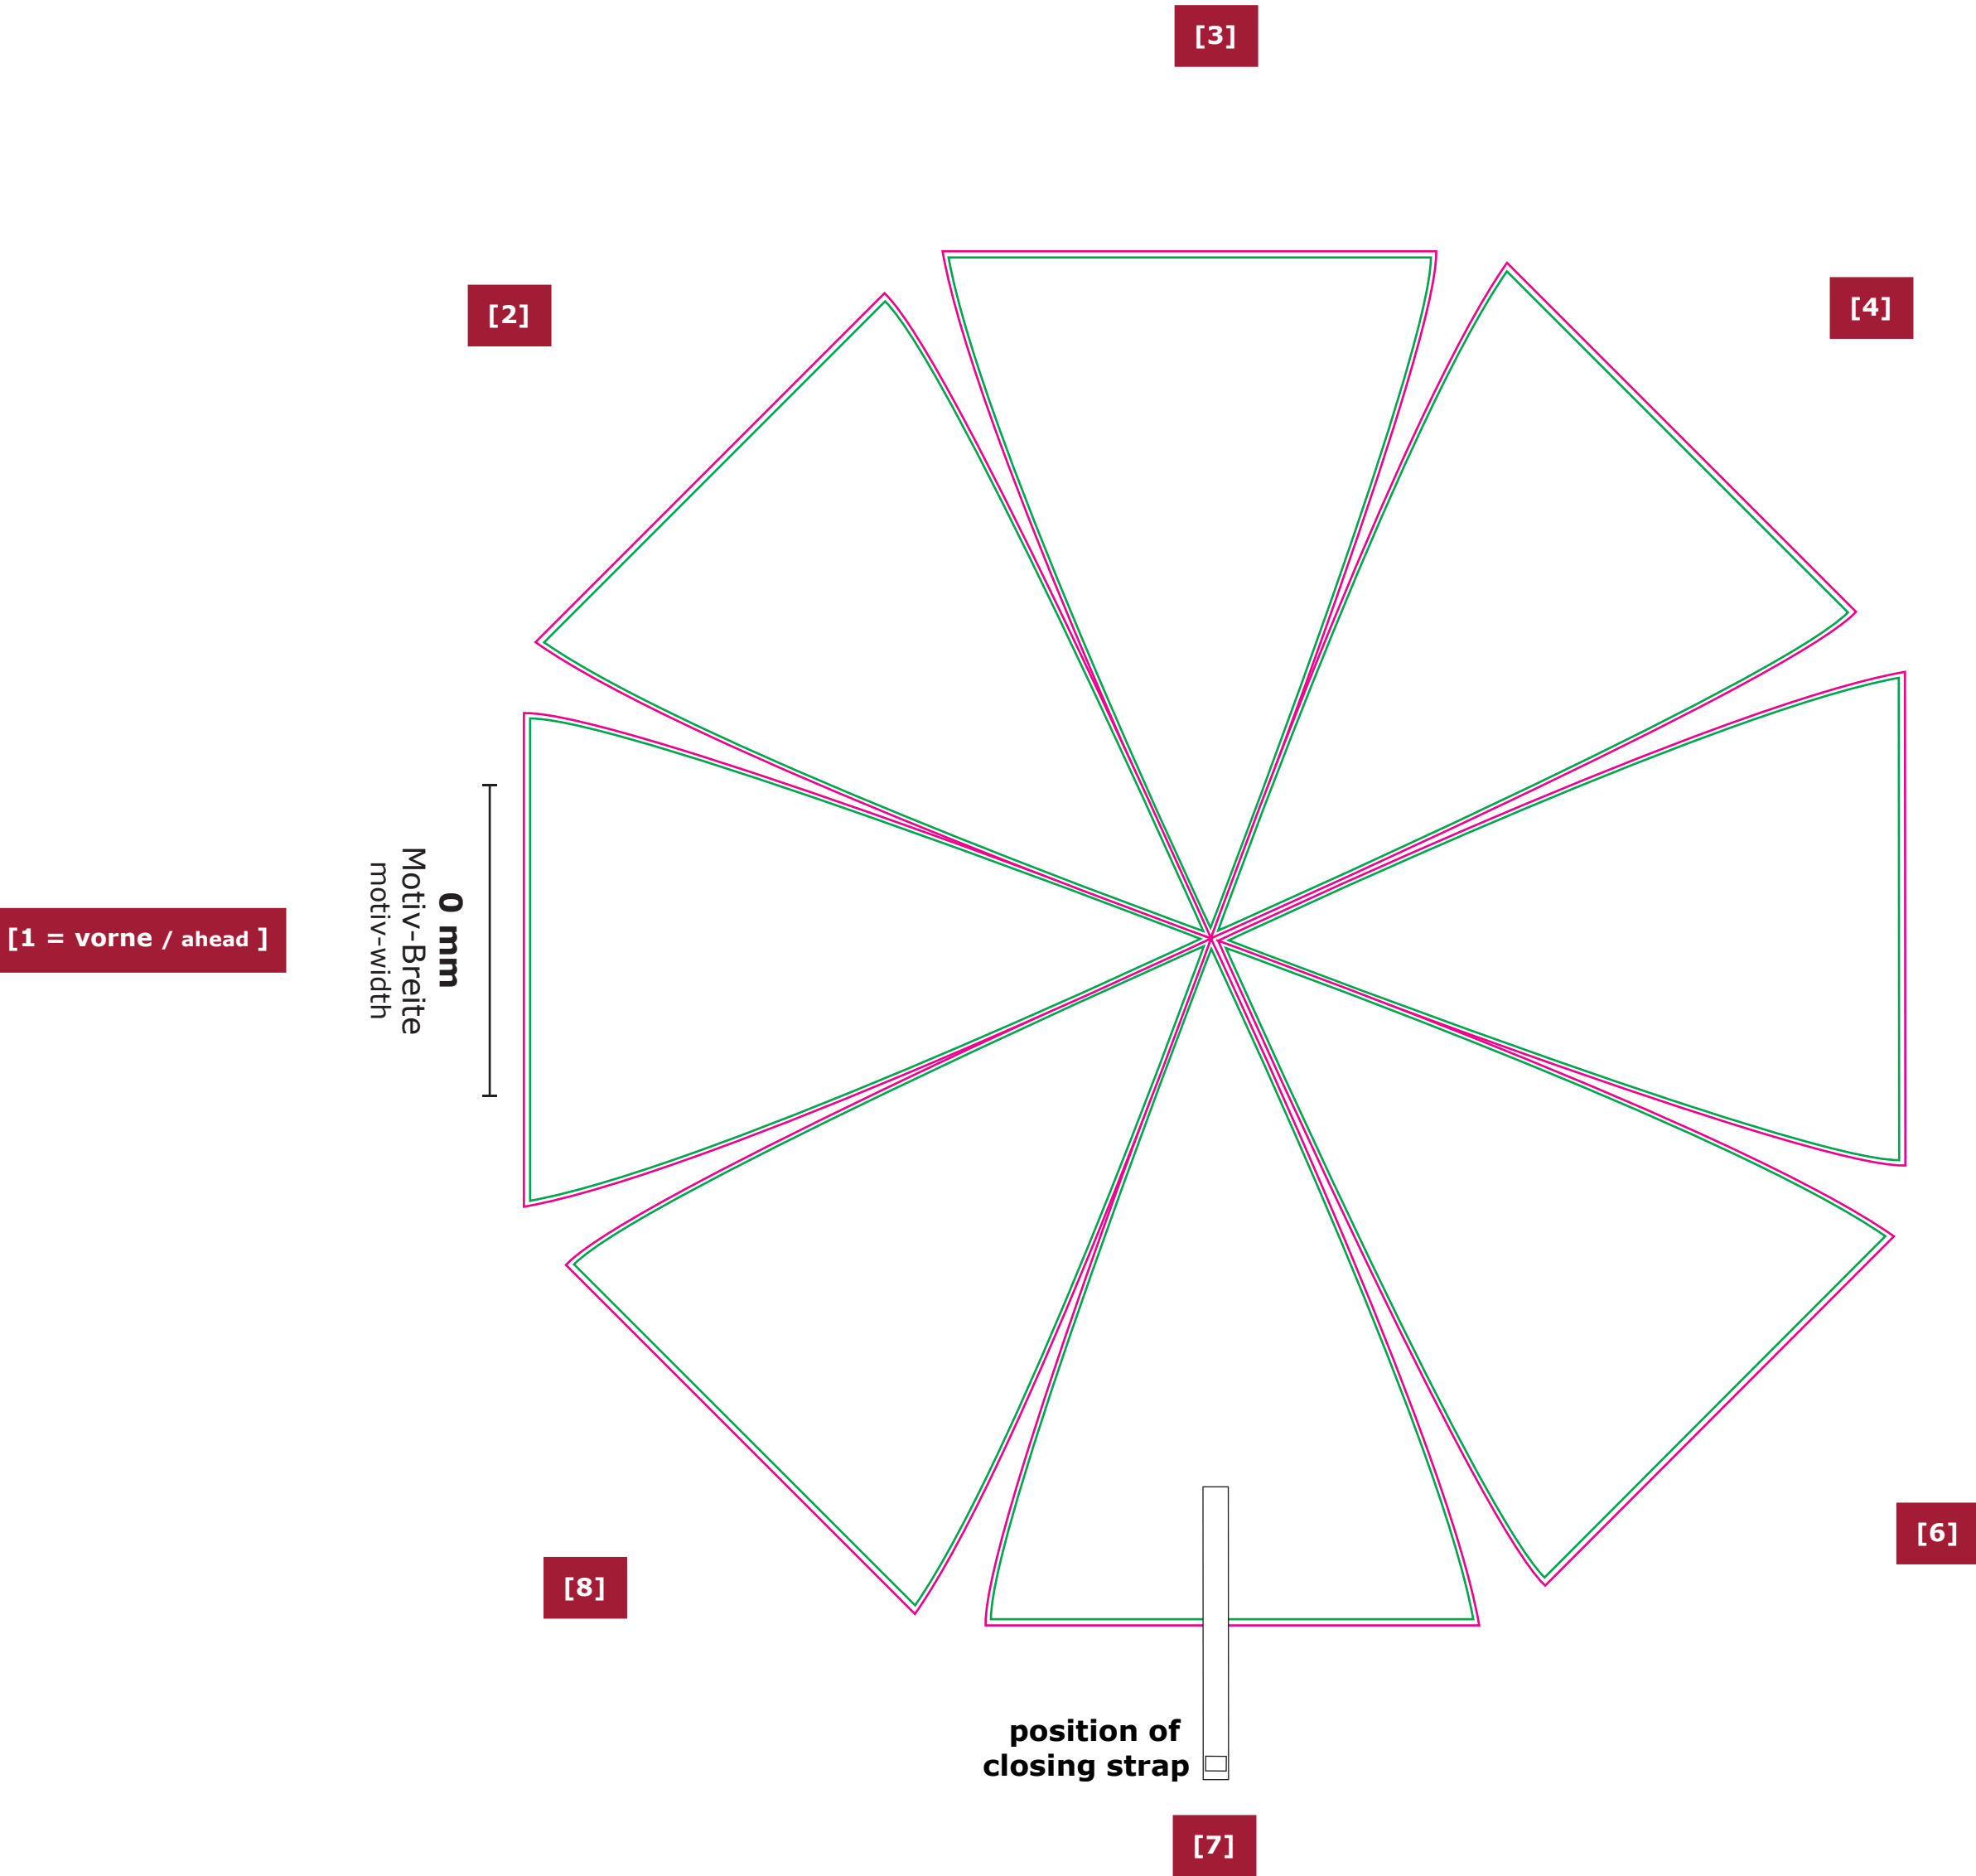 [3]
[2]
[4]
[1 = vorne / ahead ]
0 mm
Motiv-Breite
motiv-width
[6]
[8]
position of
closing strap
[7]